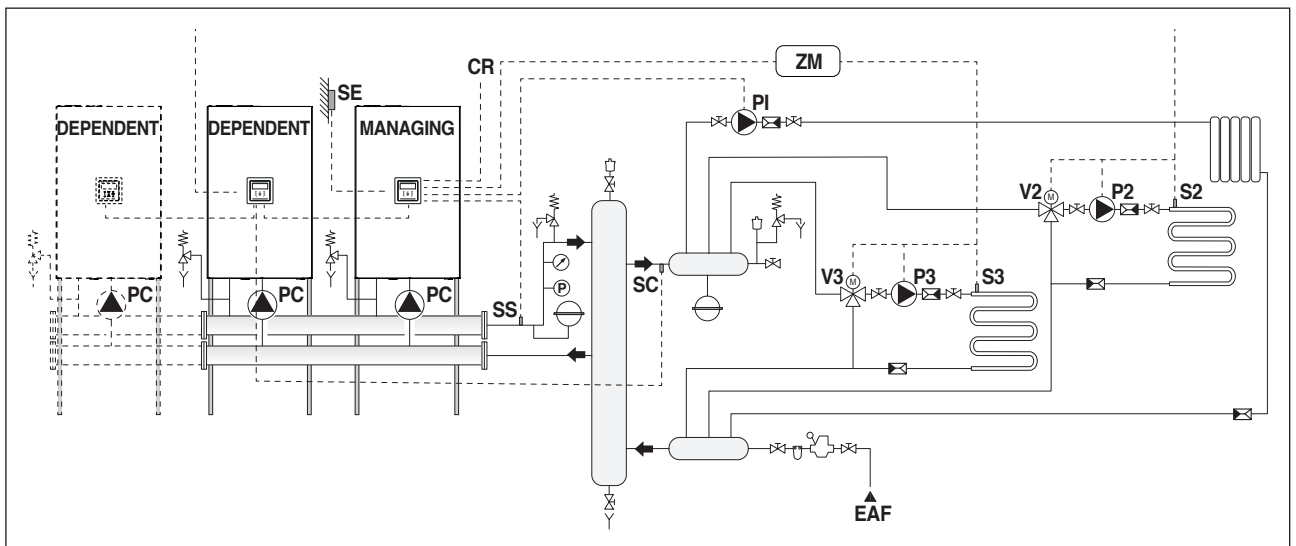 CR
ZM
SE
PI
DEPENDENT
DEPENDENT
MANAGING
V2
M
P2
S2
SC
V3
M
P3
S3
PC
PC
PC
SS
P
EAF